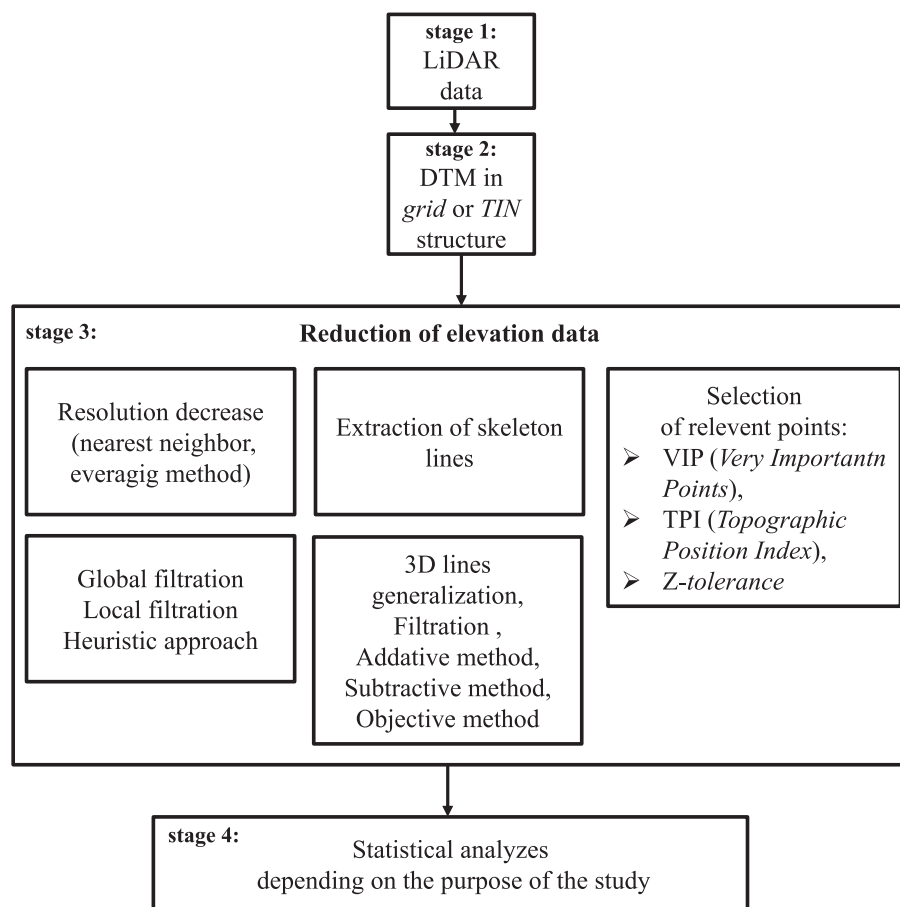 stage 1:
LiDAR
data
stage 2:
DTM in
grid or TIN
structure
stage 3:
Reduction of elevation data
Resolution decrease
(nearest neighbor,
everagig method)
Extraction of skeleton
lines
Selection
of relevent points:
➢ VIP (Very Importantn
Points),
➢ TPI (Topographic
Position Index),
➢ Z-tolerance
Global filtration
Local filtration
Heuristic approach
3D lines
generalization,
Filtration ,
Addative method,
Subtractive method,
Objective method
stage 4:
Statistical analyzes
depending on the purpose of the study